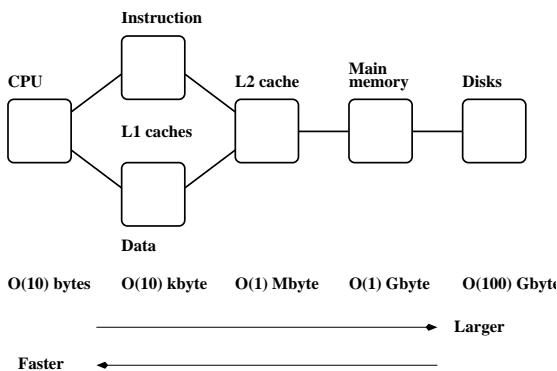 Instruction
CPU
L2 cache
Main
memory
Disks
L1 caches
Data
O(10) bytes
O(10) kbyte
O(1) Mbyte
O(1) Gbyte
O(100) Gbyte
Larger
Faster